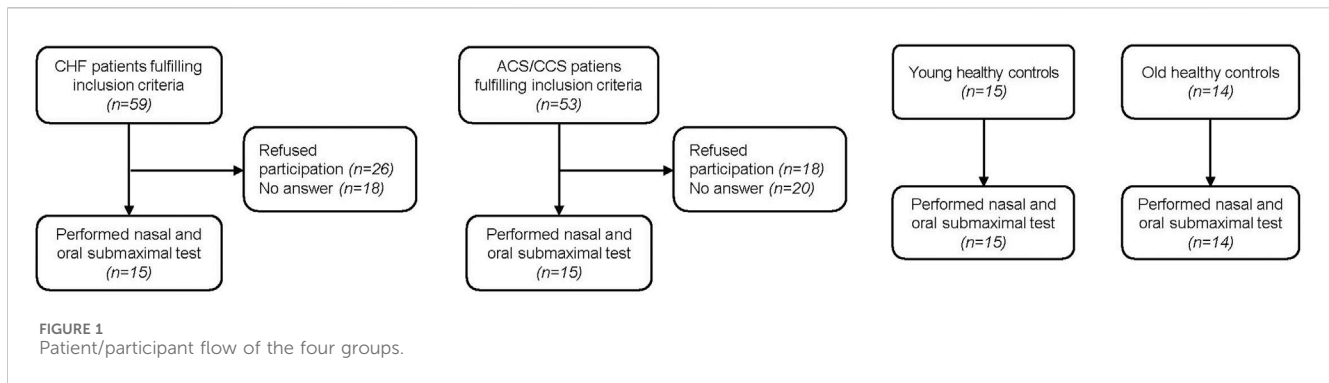 CHF patients fulfilling
inclusion criteria
(n=59)
Refused
participation (n=26)
No answer (n=18)
Performed nasal and
oral submaximal test
(n=15)
ACS/CCS patiens
fulfilling inclusion criteria
(n=53)
Refused
participation (n=18)
No answer (n=20)
Performed nasal and
oral submaximal test
(n=15)
Young healthy controls
(n=15)
Performed nasal and
oral submaximal test
(n=15)
Old healthy controls
(n=14)
Performed nasal and
oral submaximal test
(n=14)
FIGURE 1
Patient/participant flow of the four groups.